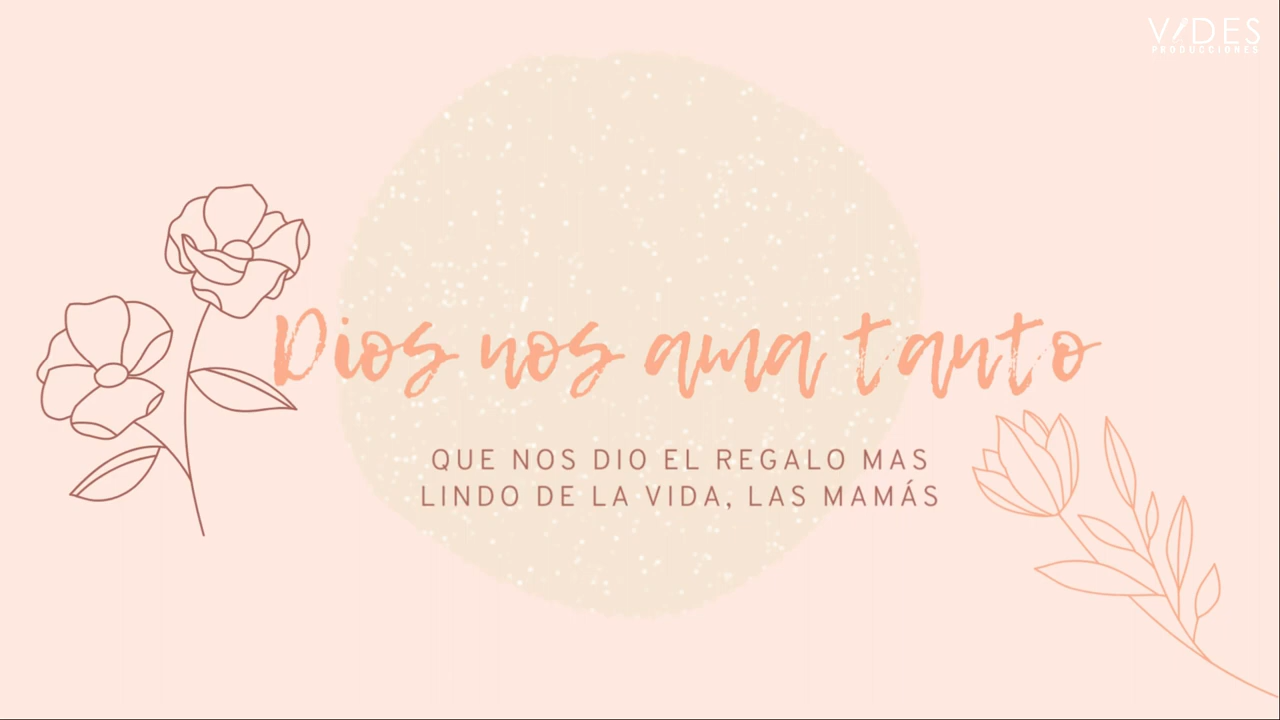 VIDES
PRODUCCIONES
Dios nos ama tanto
QUE NOS DIO EL REGALO MAS
LINDO DE LA VIDA, LAS MAMÁS